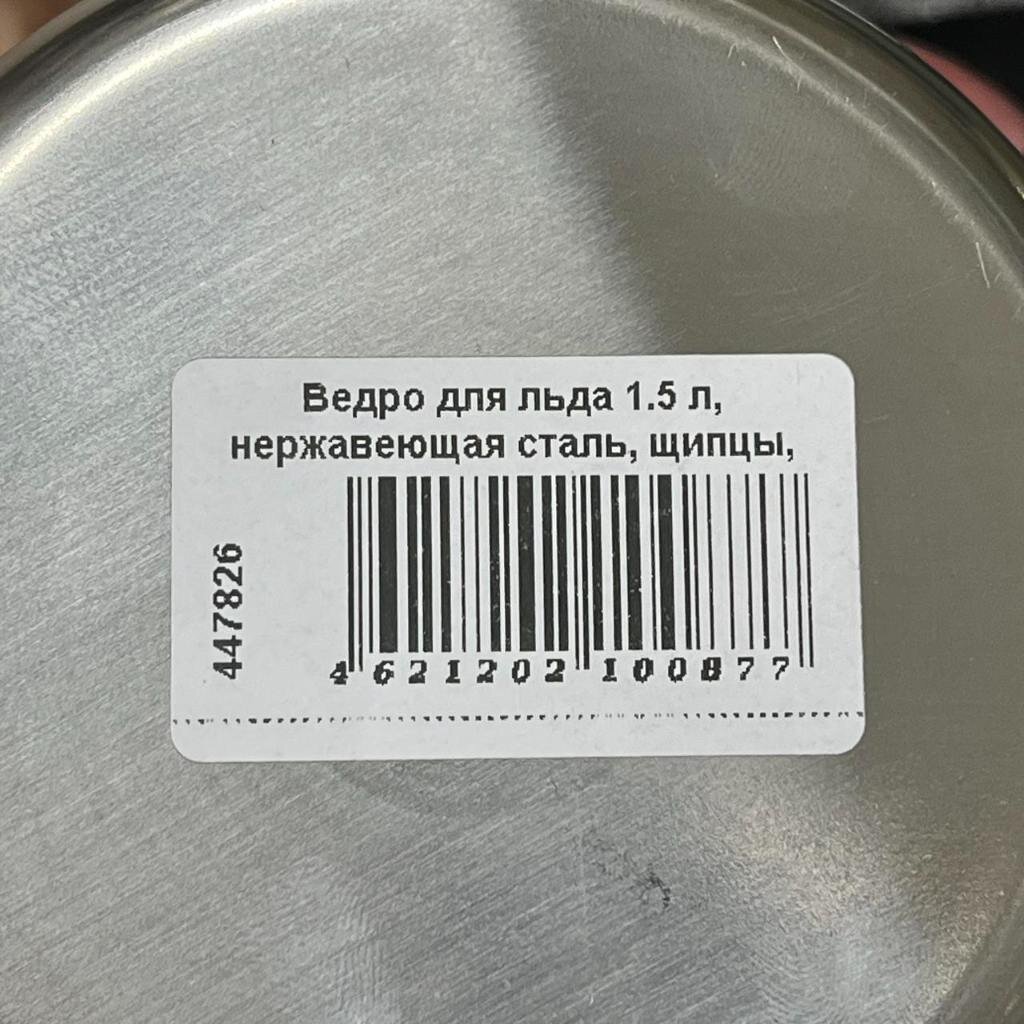 Ведро для льда 1.5 л,
нержавеющая сталь, щипцы,
447826
4 621202 100877